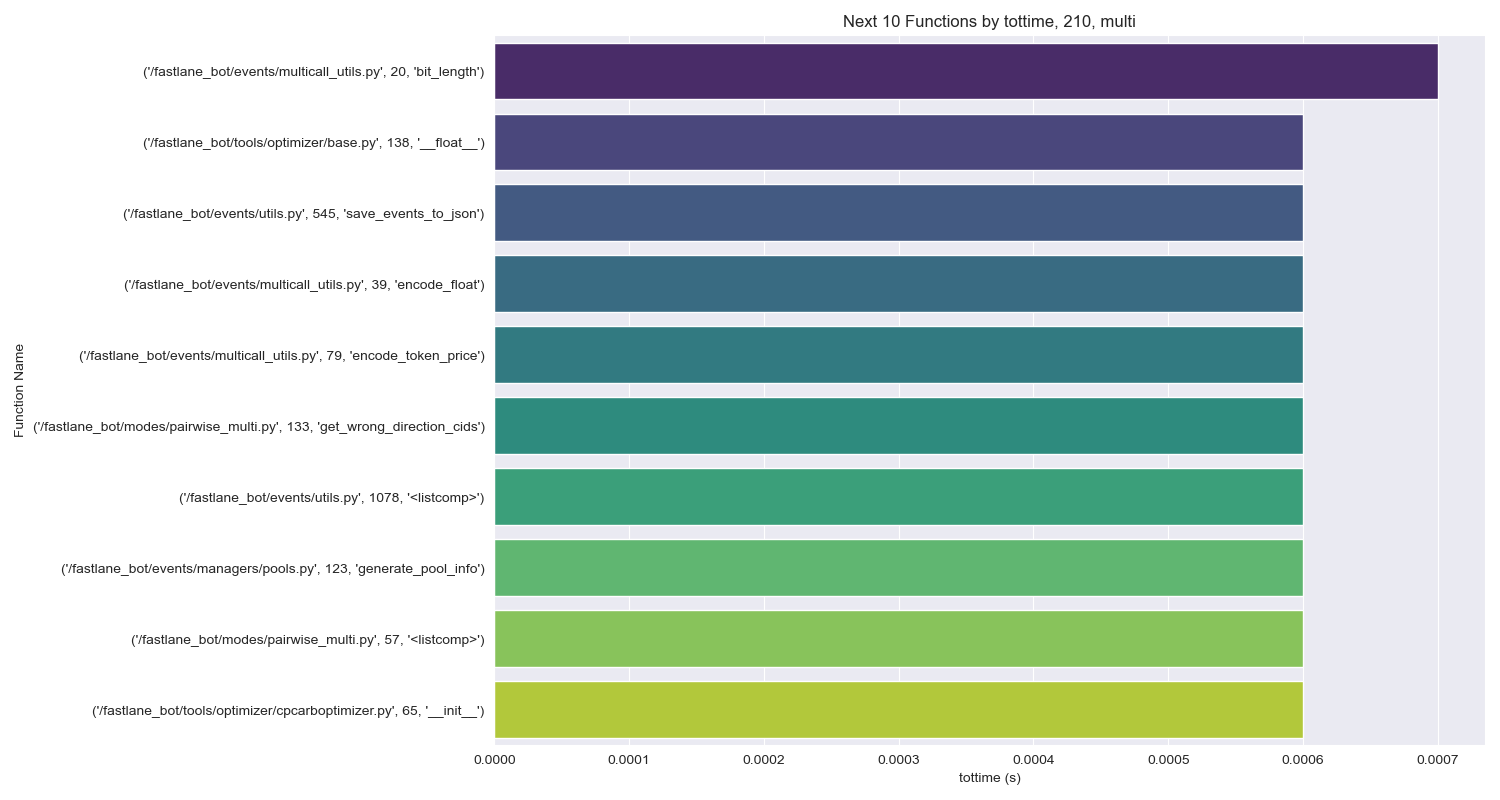 Next 10 Functions by tottime, 210, multi
Function Name
('/fastlane_bot/events/multicall_utils.py', 20, 'bit_length')
('/fastlane_bot/tools/optimizer/base.py', 138, '__float__')
('/fastlane_bot/events/utils.py', 545, 'save_events_to_json')
('/fastlane_bot/events/multicall_utils.py', 39, 'encode_float')
('/fastlane_bot/events/multicall_utils.py', 79, 'encode_token_price')
('/fastlane_bot/modes/pairwise_multi.py', 133, 'get_wrong_direction_cids')
('/fastlane_bot/events/utils.py', 1078, '<listcomp>')
('/fastlane_bot/events/managers/pools.py', 123, 'generate_pool_info')
('/fastlane_bot/modes/pairwise_multi.py', 57, '<listcomp>')
('/fastlane_bot/tools/optimizer/cpcarboptimizer.py', 65, '__init__')
0.0000 0.0001 0.0002 0.0003 0.0004 0.0005 0.0006 0.0007
tottime (s)